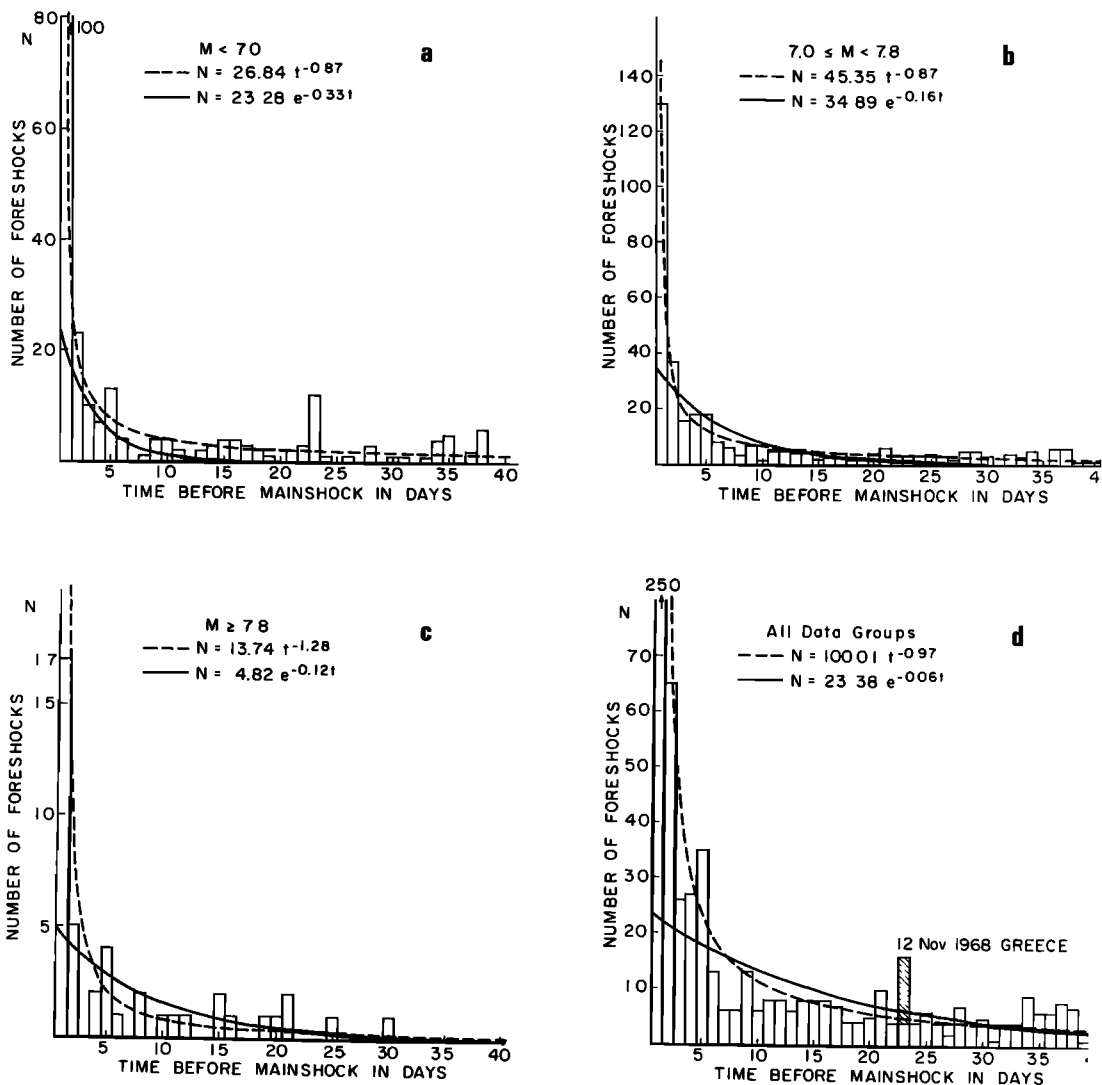 80
100
N
M < 7.0
a
N = 26.84 t-0.87
N = 23.28 e-0.33t
60
40
20
NUMBER OF FORESHOCKS
5 10 15 20 25 30 35 40
TIME BEFORE MAINSHOCK IN DAYS
7.0 ≤ M < 7.8
b
N = 45.35 t-0.87
N = 34.89 e-0.16t
140
120
100
80
60
40
20
NUMBER OF FORESHOCKS
5 10 15 20 25 30 35 4
TIME BEFORE MAINSHOCK IN DAYS
N
M ≥ 7.8
c
N = 13.74 t-1.28
N = 4.82 e-0.12t
17
15
10
5
NUMBER OF FORESHOCKS
5 10 15 20 25 30 35 40
TIME BEFORE MAINSHOCK IN DAYS
250
N
All Data Groups
d
N = 100.01 t-0.97
N = 23.38 e-0.06t
70
60
50
40
30
20
10
NUMBER OF FORESHOCKS
12 Nov 1968 GREECE
5 10 15 20 25 30 35
TIME BEFORE MAINSHOCK IN DAYS